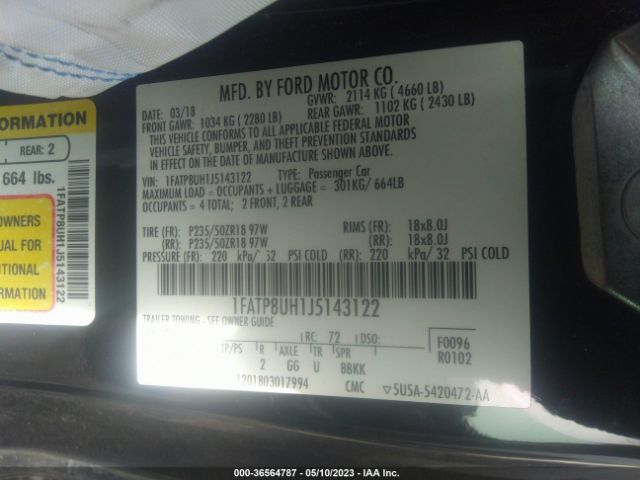 MFD. BY FORD MOTOR CO.
DATE: 03/18
GVWR: 2114 KG ( 4660 LB)
FRONT GAWR: 1034 KG ( 2280 LB)
REAR GAWR: 1102 KG ( 2430 LB)
THIS VEHICLE CONFORMS TO ALL APPLICABLE FEDERAL MOTOR
VEHICLE SAFETY, BUMPER, AND THEFT PREVENTION STANDARDS
IN EFFECT ON THE DATE OF MANUFACTURE SHOWN ABOVE.
VIN: 1FATP8UH1J5143122 TYPE: Passenger Car
MAXIMUM LOAD = OCCUPANTS + LUGGAGE = 301KG/ 664LB
OCCUPANTS = 4 TOTAL; 2 FRONT, 2 REAR
TIRE (FR): P235/50ZR18 97W RIMS (FR): 18x8.0J
(RR): P235/50ZR18 97W (RR): 18x8.0J
PRESSURE (FR): 220 kPa/ 32 PSI COLD (RR): 220 kPa/ 32 PSI COLD
1FATP8UH1J5143122
TRAILER TOWING - SEE OWNER GUIDE
RC: 72 DSO:
F0096
R0102
TP/PS R AXLE TR SPR
2 GG U BBKK
1201803017994 CMC ▽5U5A-5420472-AA
ORMATION
REAR: 2
664 lbs.
OWNERS
UAL FOR
ITIONAL
MATION
1FATP8UH1J5143122
000-36564787 - 05/10/2023 - IAA Inc.